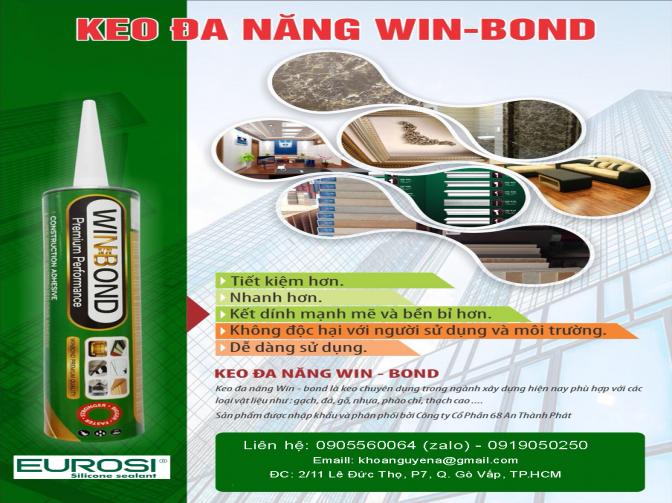 KEO ĐA NĂNG WIN-BOND
WIN-BOND
Premium Performance
CONSTRUCTION ADHESIVE
Tiết kiệm hơn.
Nhanh hơn.
Kết dính mạnh mẽ và bền bỉ hơn.
Không độc hại với người sử dụng và môi trường.
Dễ dàng sử dụng.
KEO ĐA NĂNG WIN - BOND
Keo đa năng Win - bond là keo chuyên dụng trong ngành xây dựng hiện nay phù hợp với các
loại vật liệu như : gạch, đá, gỗ, nhựa, phào chỉ, thạch cao ....
Sản phẩm được nhập khẩu và phân phối bởi Công ty Cổ Phần 68 An Thành Phát
Liên hệ: 0905560064 (zalo) - 0919050250
Emaill: khoanguyena@gmail.com
ĐC: 2/11 Lê Đức Thọ, P7, Q. Gò Vấp, TP.HCM
EUROSI®
Silicone sealant